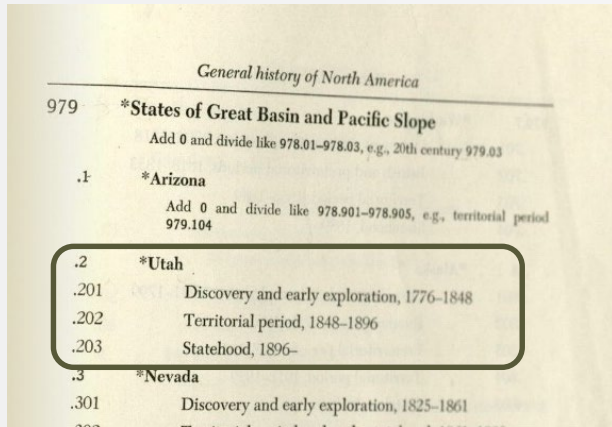 General history of North America
979 *States of Great Basin and Pacific Slope
Add 0 and divide like 978.01–978.03, e.g., 20th century 979.03
.1 *Arizona
Add 0 and divide like 978.901–978.905, e.g., territorial period
979.104
.2 *Utah
.201 Discovery and early exploration, 1776–1848
.202 Territorial period, 1848–1896
.203 Statehood, 1896–
.3 *Nevada
.301 Discovery and early exploration, 1825–1861